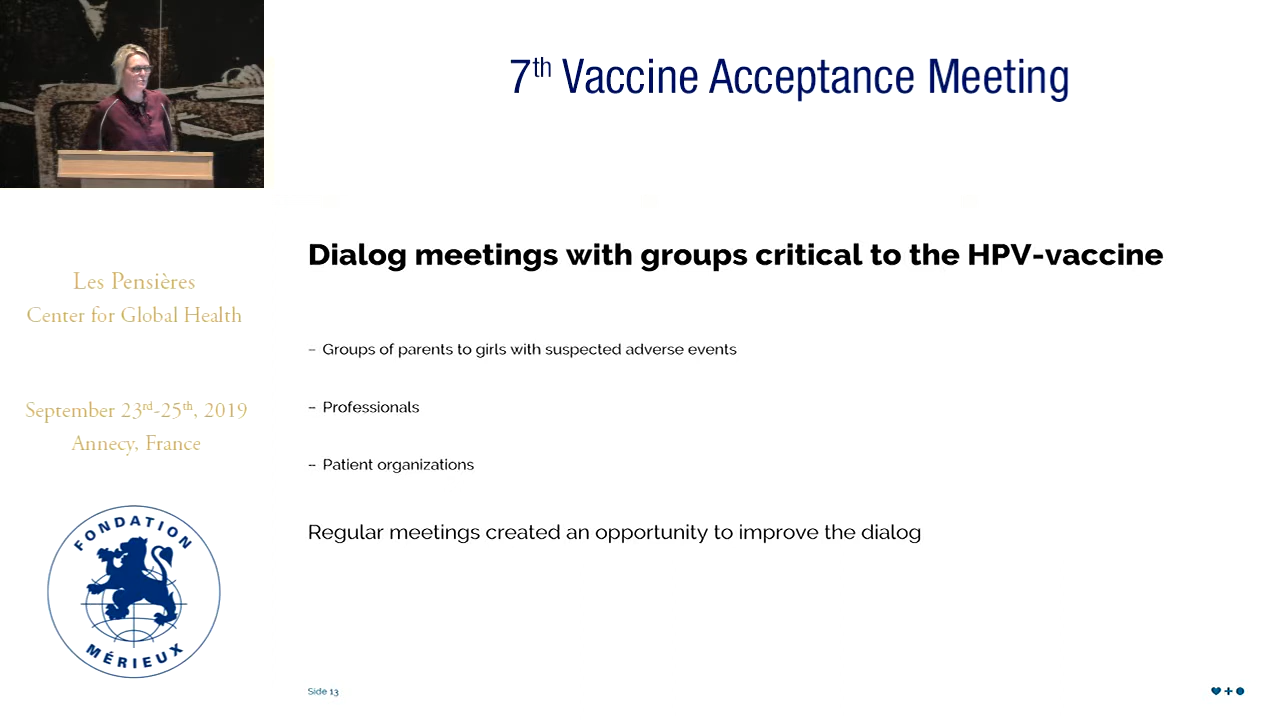 7th Vaccine Acceptance Meeting
Les Pensières
Center for Global Health
September 23rd-25th, 2019
Annecy, France
FONDATION
MÉRIEUX
Dialog meetings with groups critical to the HPV-vaccine
– Groups of parents to girls with suspected adverse events
– Professionals
– Patient organizations
Regular meetings created an opportunity to improve the dialog
Side 13